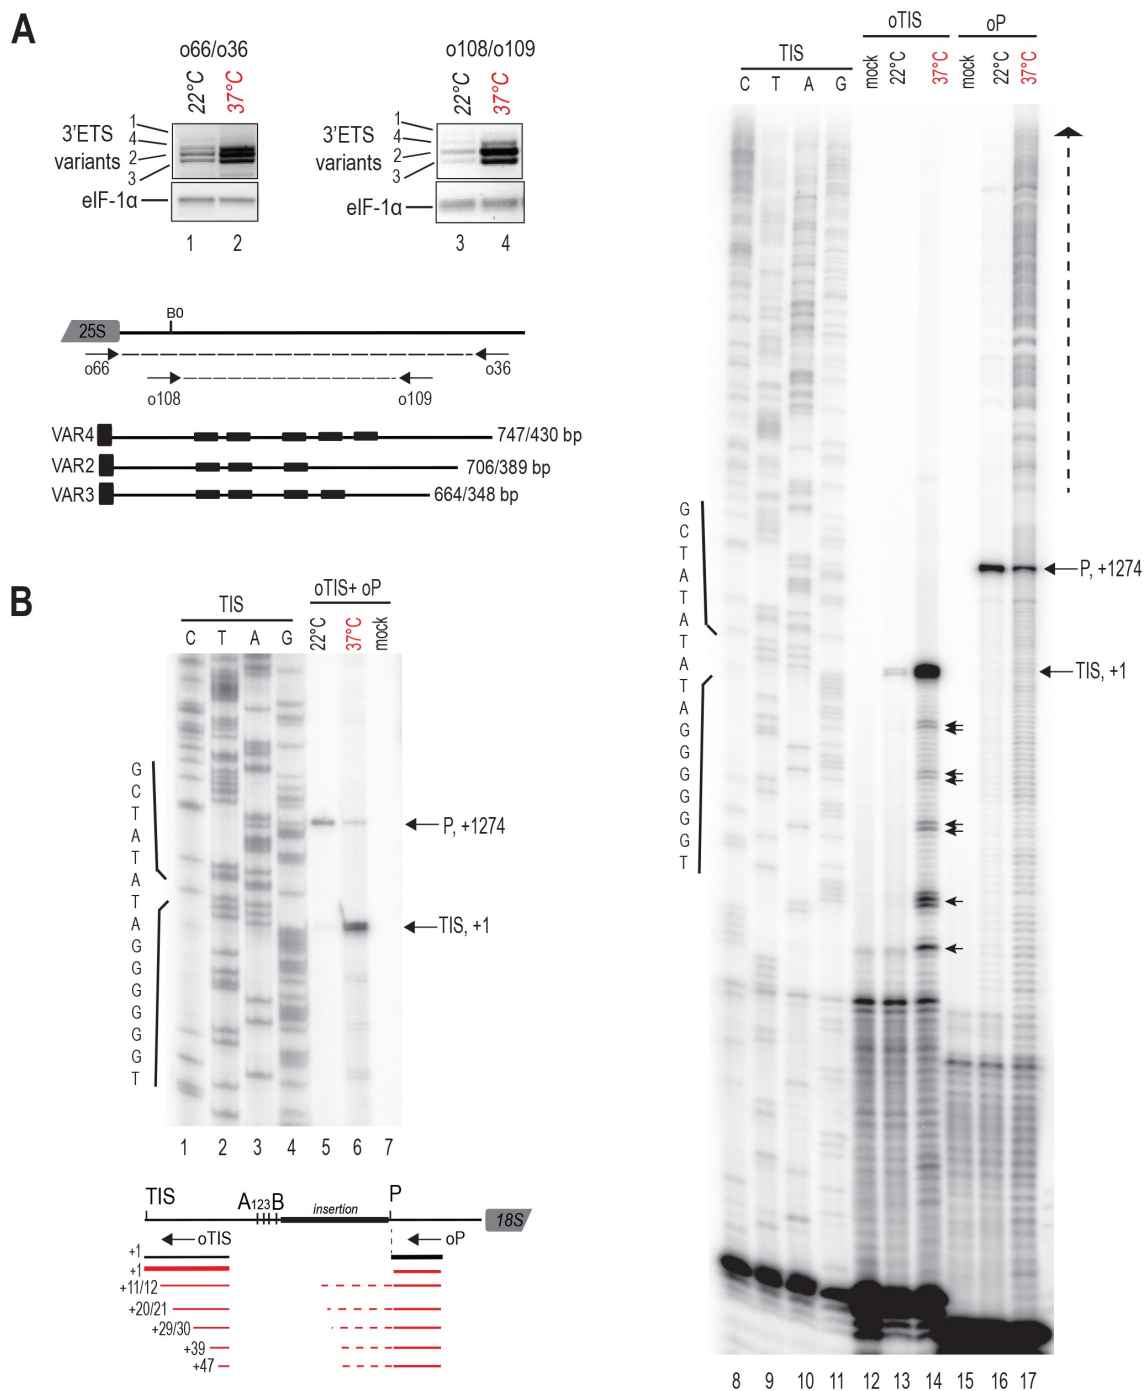 A
o66/o36
22°C
37°C
3'ETS
variants
1
4
2
3
eIF-1α
1
2
o108/o109
22°C
37°C
3'ETS
variants
1
4
2
3
eIF-1α
3
4
25S
B0
o66
o36
o108
o109
VAR4
747/430 bp
VAR2
706/389 bp
VAR3
664/348 bp
B
TIS
C T A G
oTIS+ oP
22°C
37°C
mock
G
C
T
A
T
A
T
A
G
G
G
G
G
G
T
P, +1274
TIS, +1
1 2 3 4 5 6 7
TIS
A123B
insertion
P
18S
oTIS
oP
+1
+1
+11/12
+20/21
+29/30
+39
+47
TIS
C T A G
oTIS
mock
22°C
37°C
oP
mock
22°C
37°C
G
C
T
A
T
A
T
A
T
A
G
G
G
G
G
G
T
P, +1274
TIS, +1
8 9 10 11 12 13 14 15 16 17